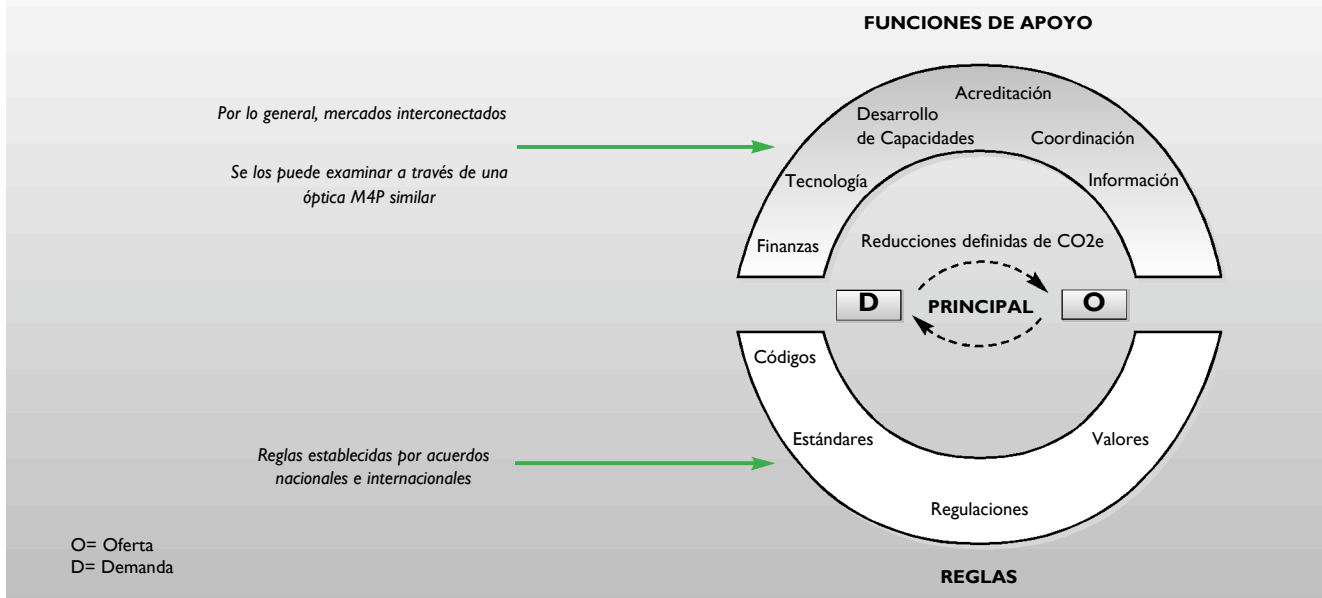 FUNCIONES DE APOYO
Por lo general, mercados interconectados
Se los puede examinar a través de una
óptica M4P similar
Acreditación
Desarrollo
de Capacidades
Coordinación
Tecnología
Información
Finanzas
Reducciones definidas de CO2e
D
PRINCIPAL
O
Códigos
Estándares
Valores
Regulaciones
Reglas establecidas por acuerdos
nacionales e internacionales
O= Oferta
D= Demanda
REGLAS